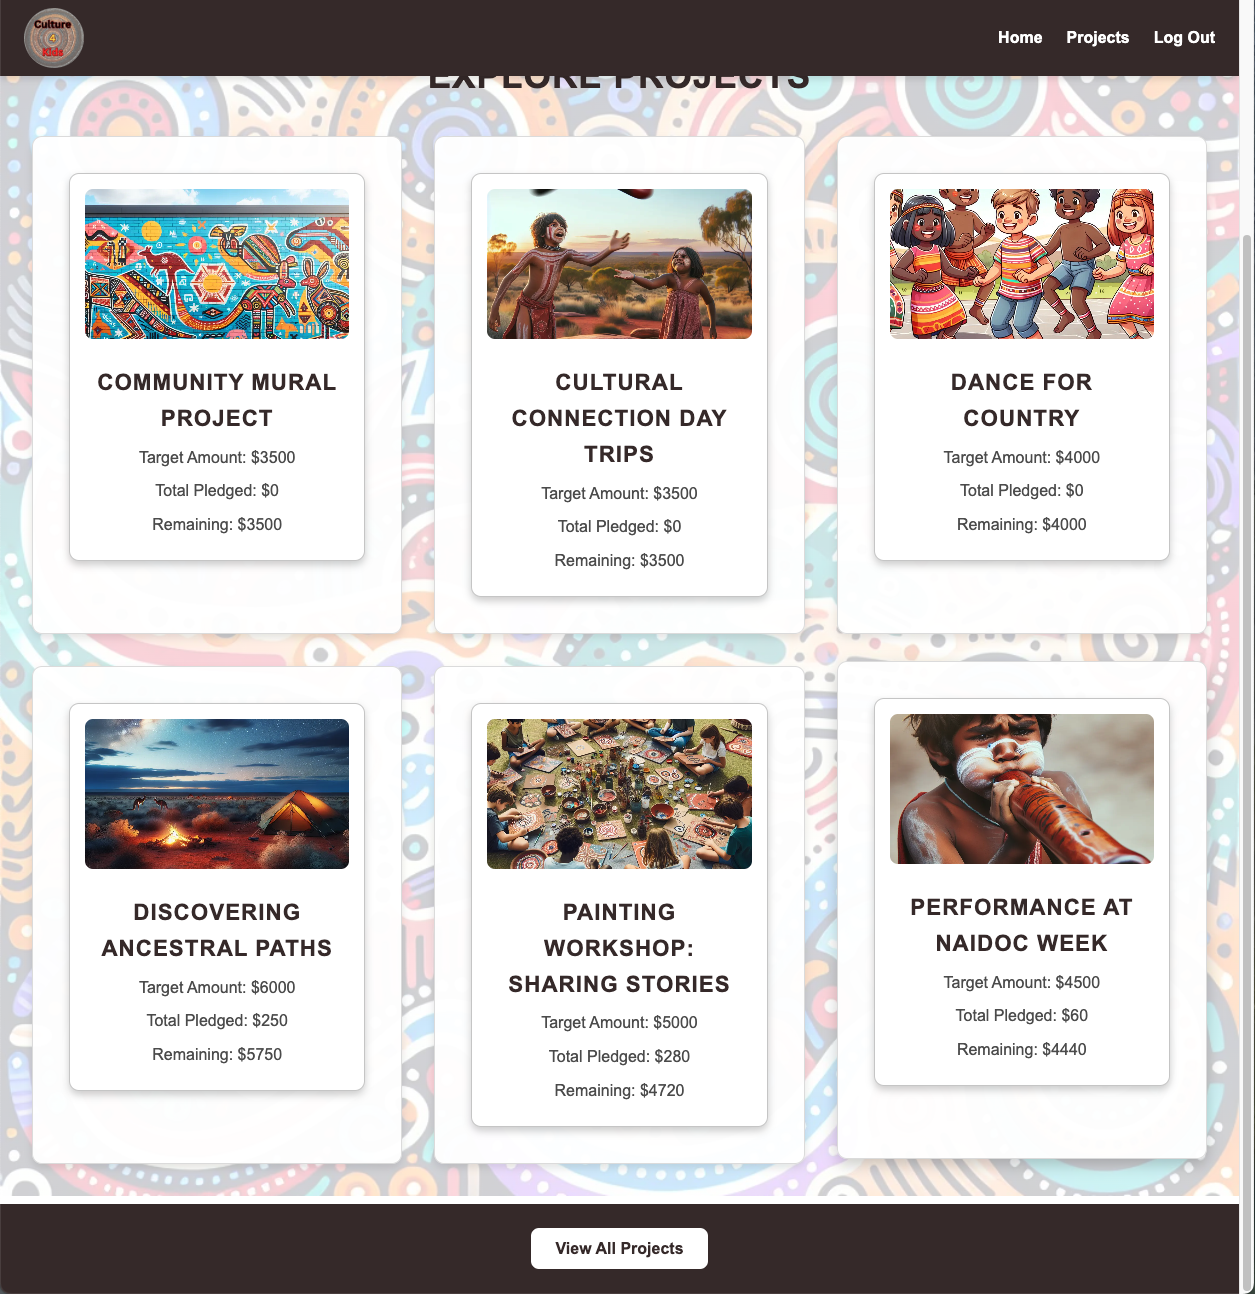 Culture
4
Kids
Home
Projects
Log Out
EXPLORE PROJECTS
COMMUNITY MURAL
PROJECT
Target Amount: $3500
Total Pledged: $0
Remaining: $3500
CULTURAL
CONNECTION DAY
TRIPS
Target Amount: $3500
Total Pledged: $0
Remaining: $3500
DANCE FOR
COUNTRY
Target Amount: $4000
Total Pledged: $0
Remaining: $4000
DISCOVERING
ANCESTRAL PATHS
Target Amount: $6000
Total Pledged: $250
Remaining: $5750
PAINTING
WORKSHOP:
SHARING STORIES
Target Amount: $5000
Total Pledged: $280
Remaining: $4720
PERFORMANCE AT
NAIDOC WEEK
Target Amount: $4500
Total Pledged: $60
Remaining: $4440
View All Projects